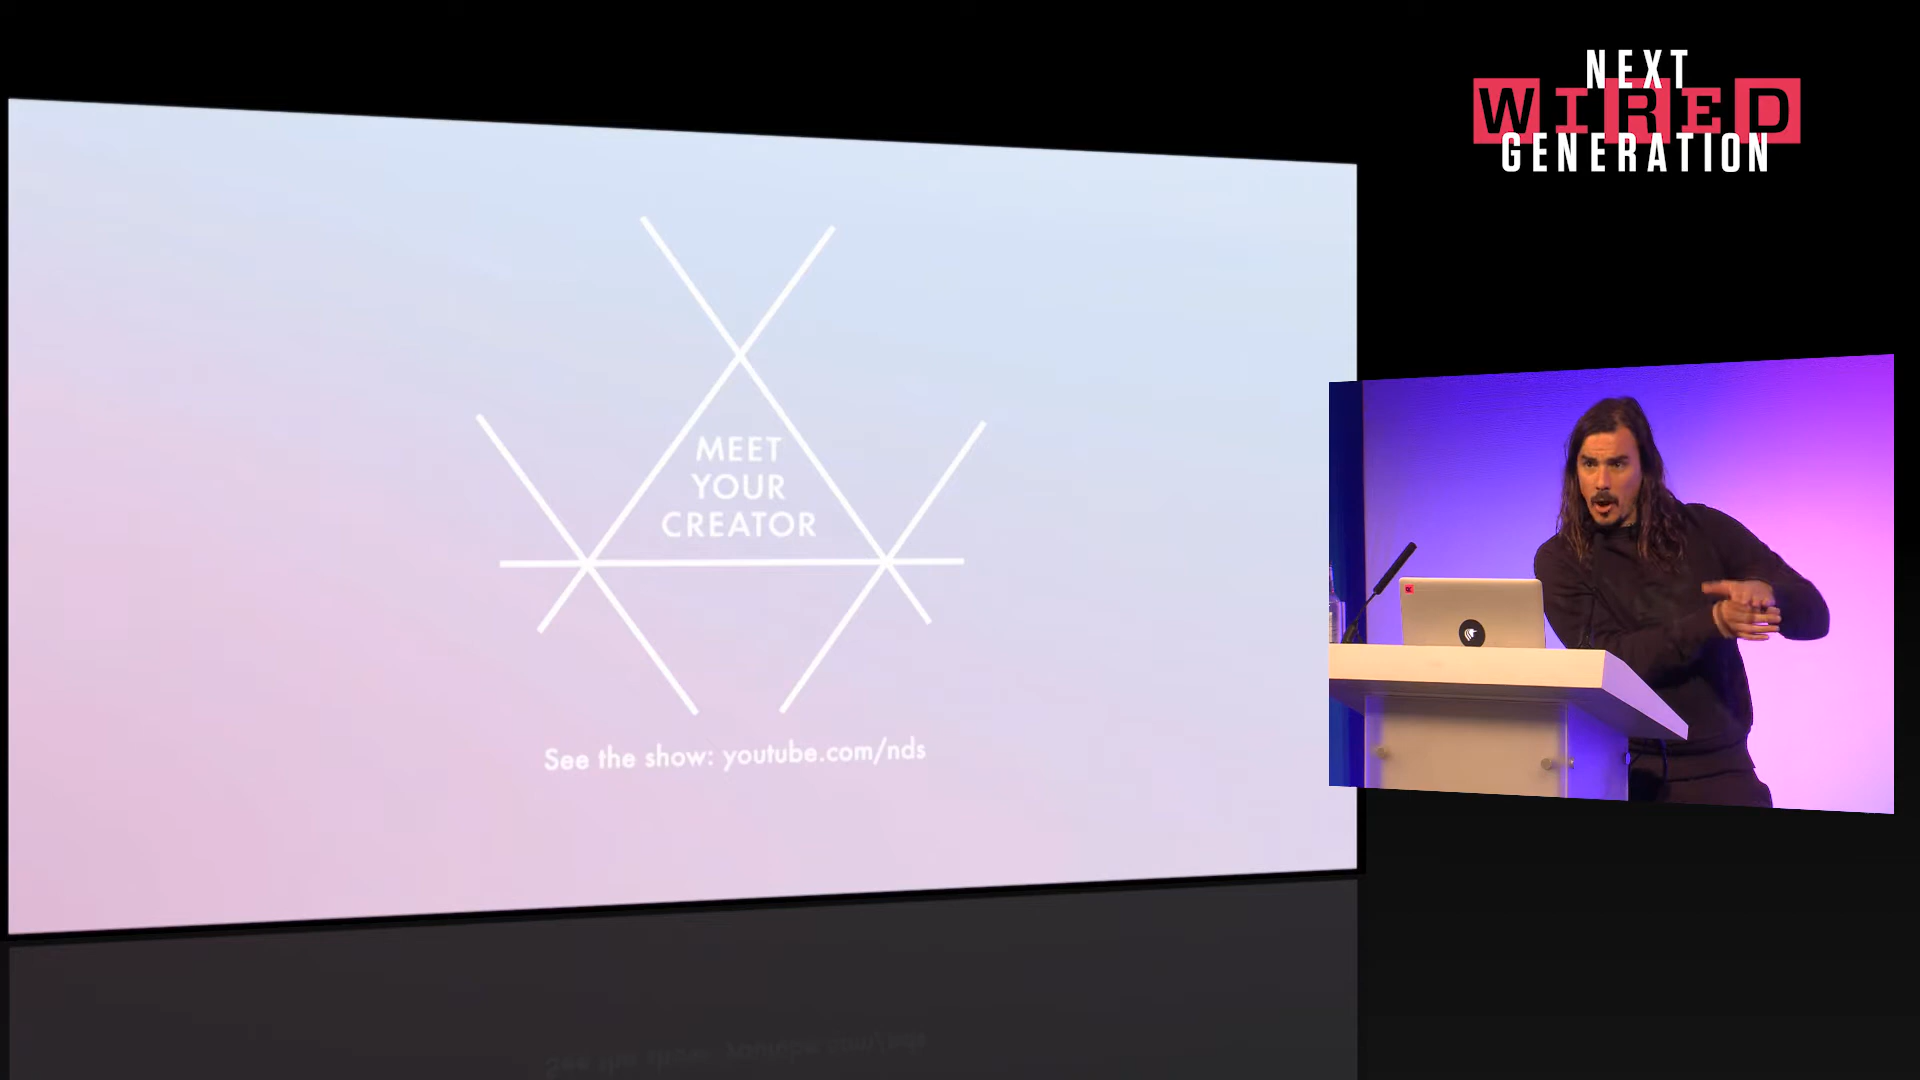 NEXT
WIRED
GENERATION
MEET
YOUR
CREATOR
See the show: youtube.com/nds